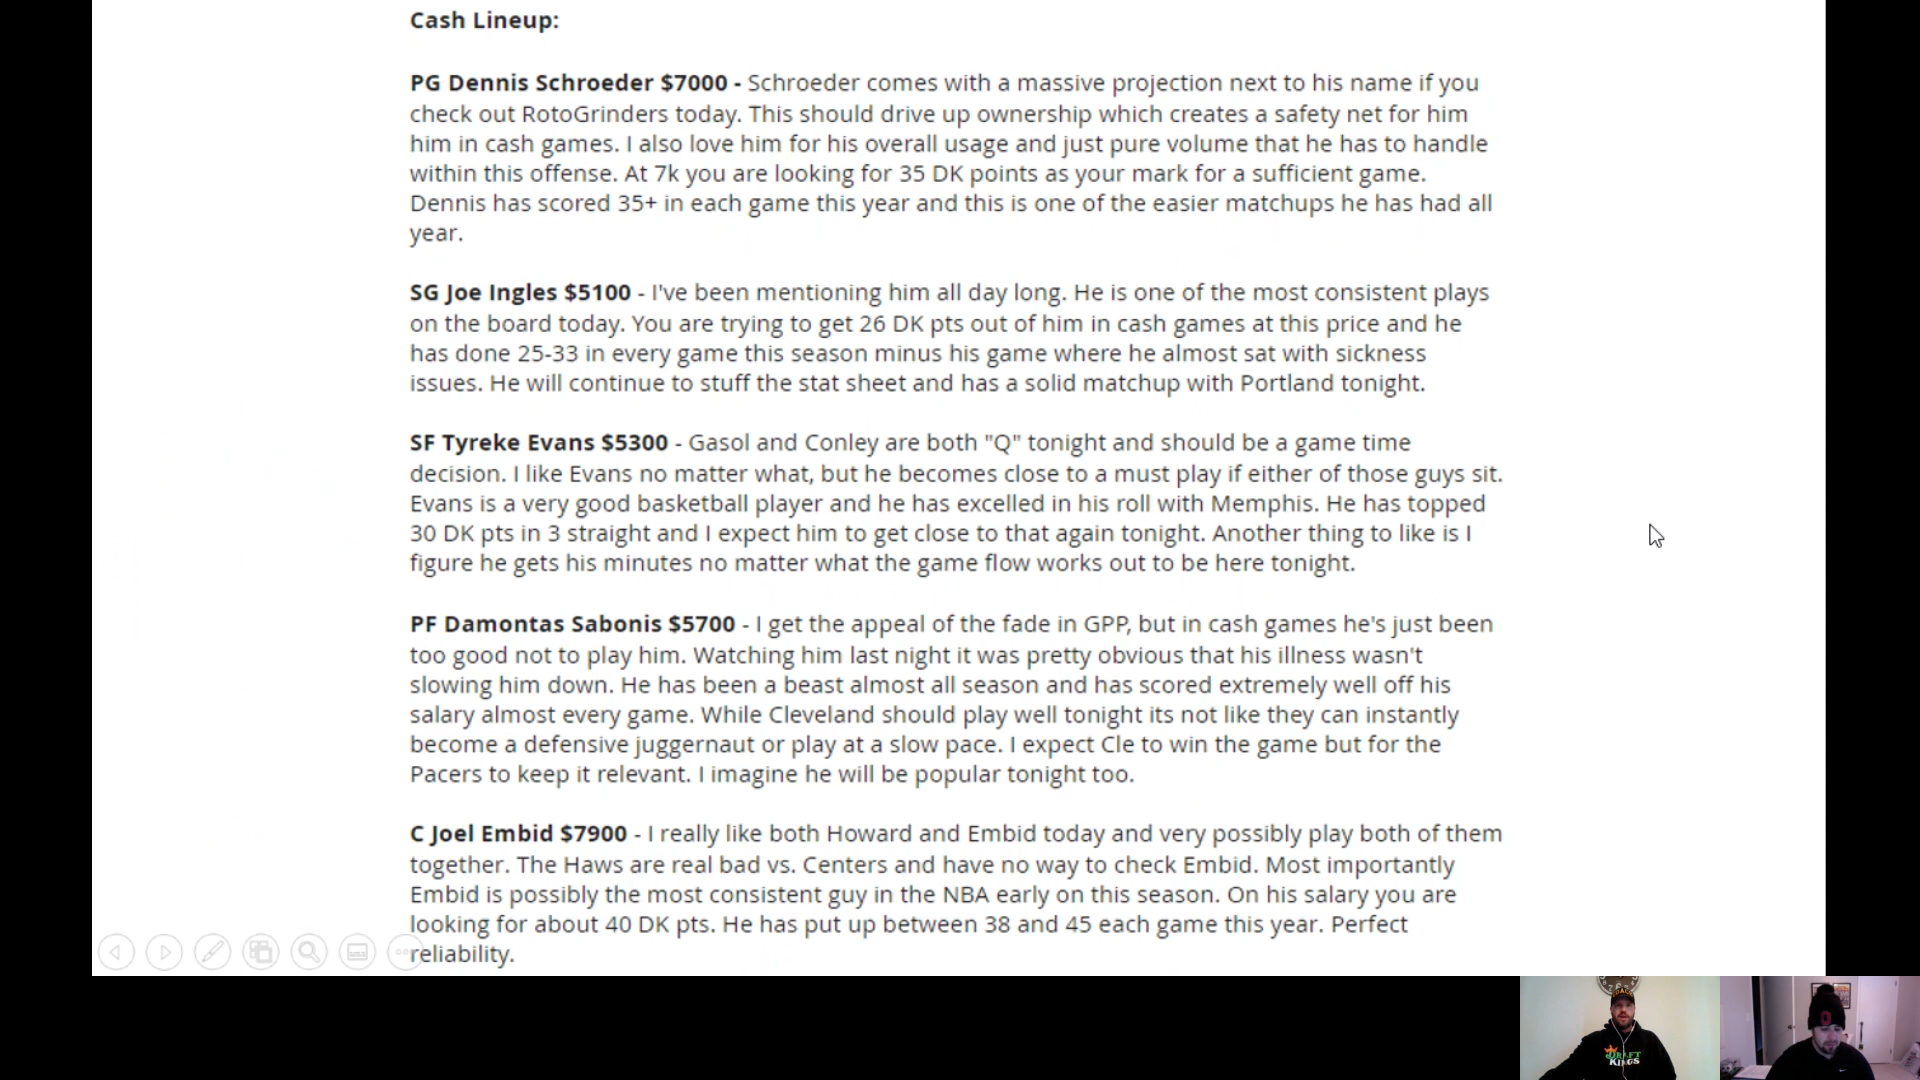 Cash Lineup:
PG Dennis Schroeder $7000 - Schroeder comes with a massive projection next to his name if you
check out RotoGrinders today. This should drive up ownership which creates a safety net for him
him in cash games. I also love him for his overall usage and just pure volume that he has to handle
within this offense. At 7k you are looking for 35 DK points as your mark for a sufficient game.
Dennis has scored 35+ in each game this year and this is one of the easier matchups he has had all
year.
SG Joe Ingles $5100 - I've been mentioning him all day long. He is one of the most consistent plays
on the board today. You are trying to get 26 DK pts out of him in cash games at this price and he
has done 25-33 in every game this season minus his game where he almost sat with sickness
issues. He will continue to stuff the stat sheet and has a solid matchup with Portland tonight.
SF Tyreke Evans $5300 - Gasol and Conley are both "Q" tonight and should be a game time
decision. I like Evans no matter what, but he becomes close to a must play if either of those guys sit.
Evans is a very good basketball player and he has excelled in his roll with Memphis. He has topped
30 DK pts in 3 straight and I expect him to get close to that again tonight. Another thing to like is I
figure he gets his minutes no matter what the game flow works out to be here tonight.
PF Damontas Sabonis $5700 - I get the appeal of the fade in GPP, but in cash games he's just been
too good not to play him. Watching him last night it was pretty obvious that his illness wasn't
slowing him down. He has been a beast almost all season and has scored extremely well off his
salary almost every game. While Cleveland should play well tonight its not like they can instantly
become a defensive juggernaut or play at a slow pace. I expect Cle to win the game but for the
Pacers to keep it relevant. I imagine he will be popular tonight too.
C Joel Embid $7900 - I really like both Howard and Embid today and very possibly play both of them
together. The Haws are real bad vs. Centers and have no way to check Embid. Most importantly
Embid is possibly the most consistent guy in the NBA early on this season. On his salary you are
looking for about 40 DK pts. He has put up between 38 and 45 each game this year. Perfect
reliability.
DRAFT
KINGS